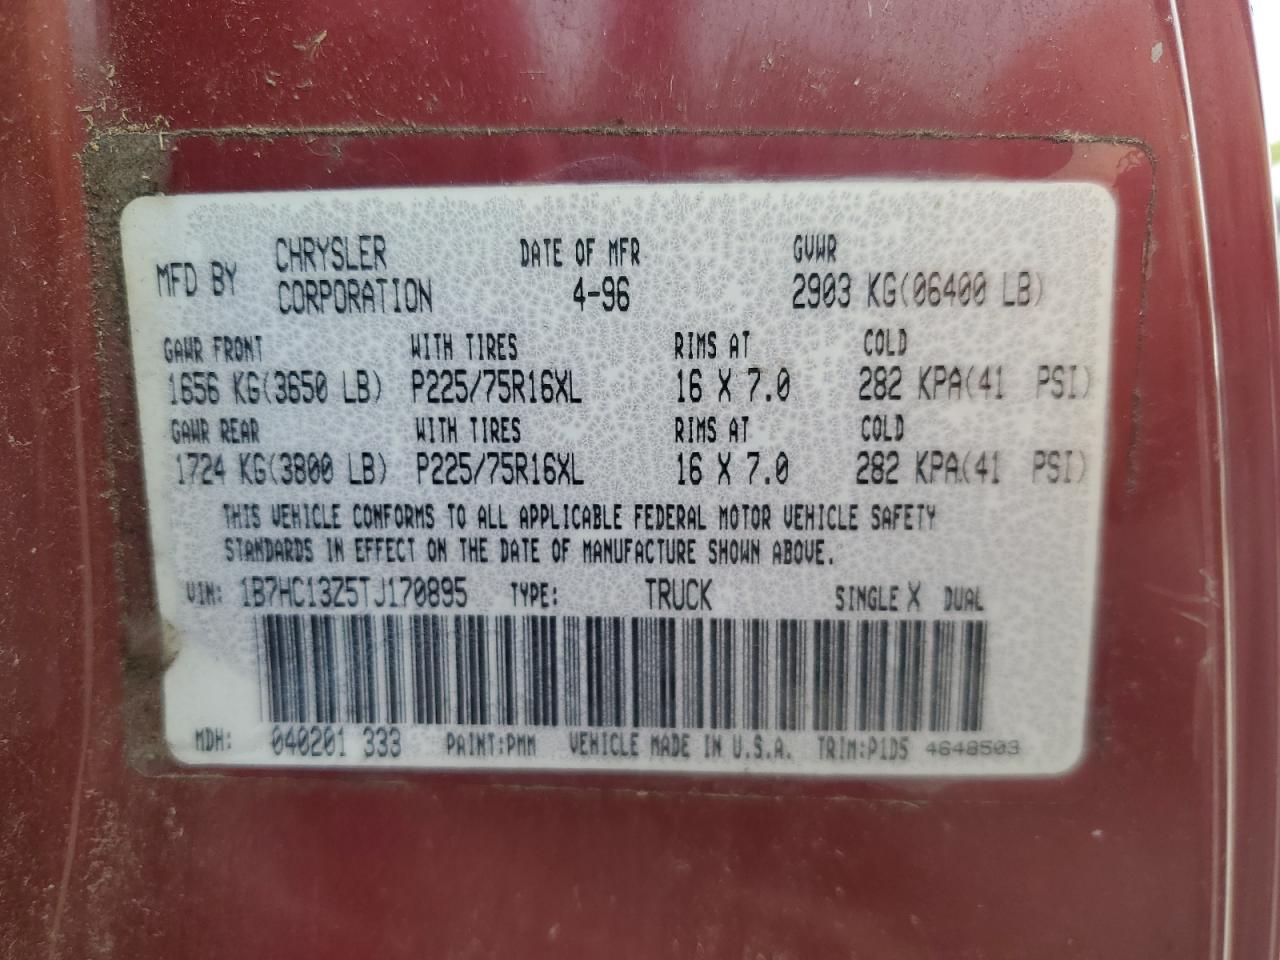 MFD BY CHRYSLER CORPORATION DATE OF MFR 4-96 GVWR 2903 KG(06400 LB)
GAWR FRONT WITH TIRES RIMS AT COLD
1656 KG(3650 LB) P225/75R16XL 16 X 7.0 282 KPA(41 PSI)
GAWR REAR WITH TIRES RIMS AT COLD
1724 KG(3800 LB) P225/75R16XL 16 X 7.0 282 KPA(41 PSI)
THIS VEHICLE CONFORMS TO ALL APPLICABLE FEDERAL MOTOR VEHICLE SAFETY
STANDARDS IN EFFECT ON THE DATE OF MANUFACTURE SHOWN ABOVE.
VIN: 1B7HC13Z5TJ170895 TYPE: TRUCK SINGLE X DUAL
MDH: 040201 333 PAINT:PMM VEHICLE MADE IN U.S.A. TRIM:P1D5 4648503